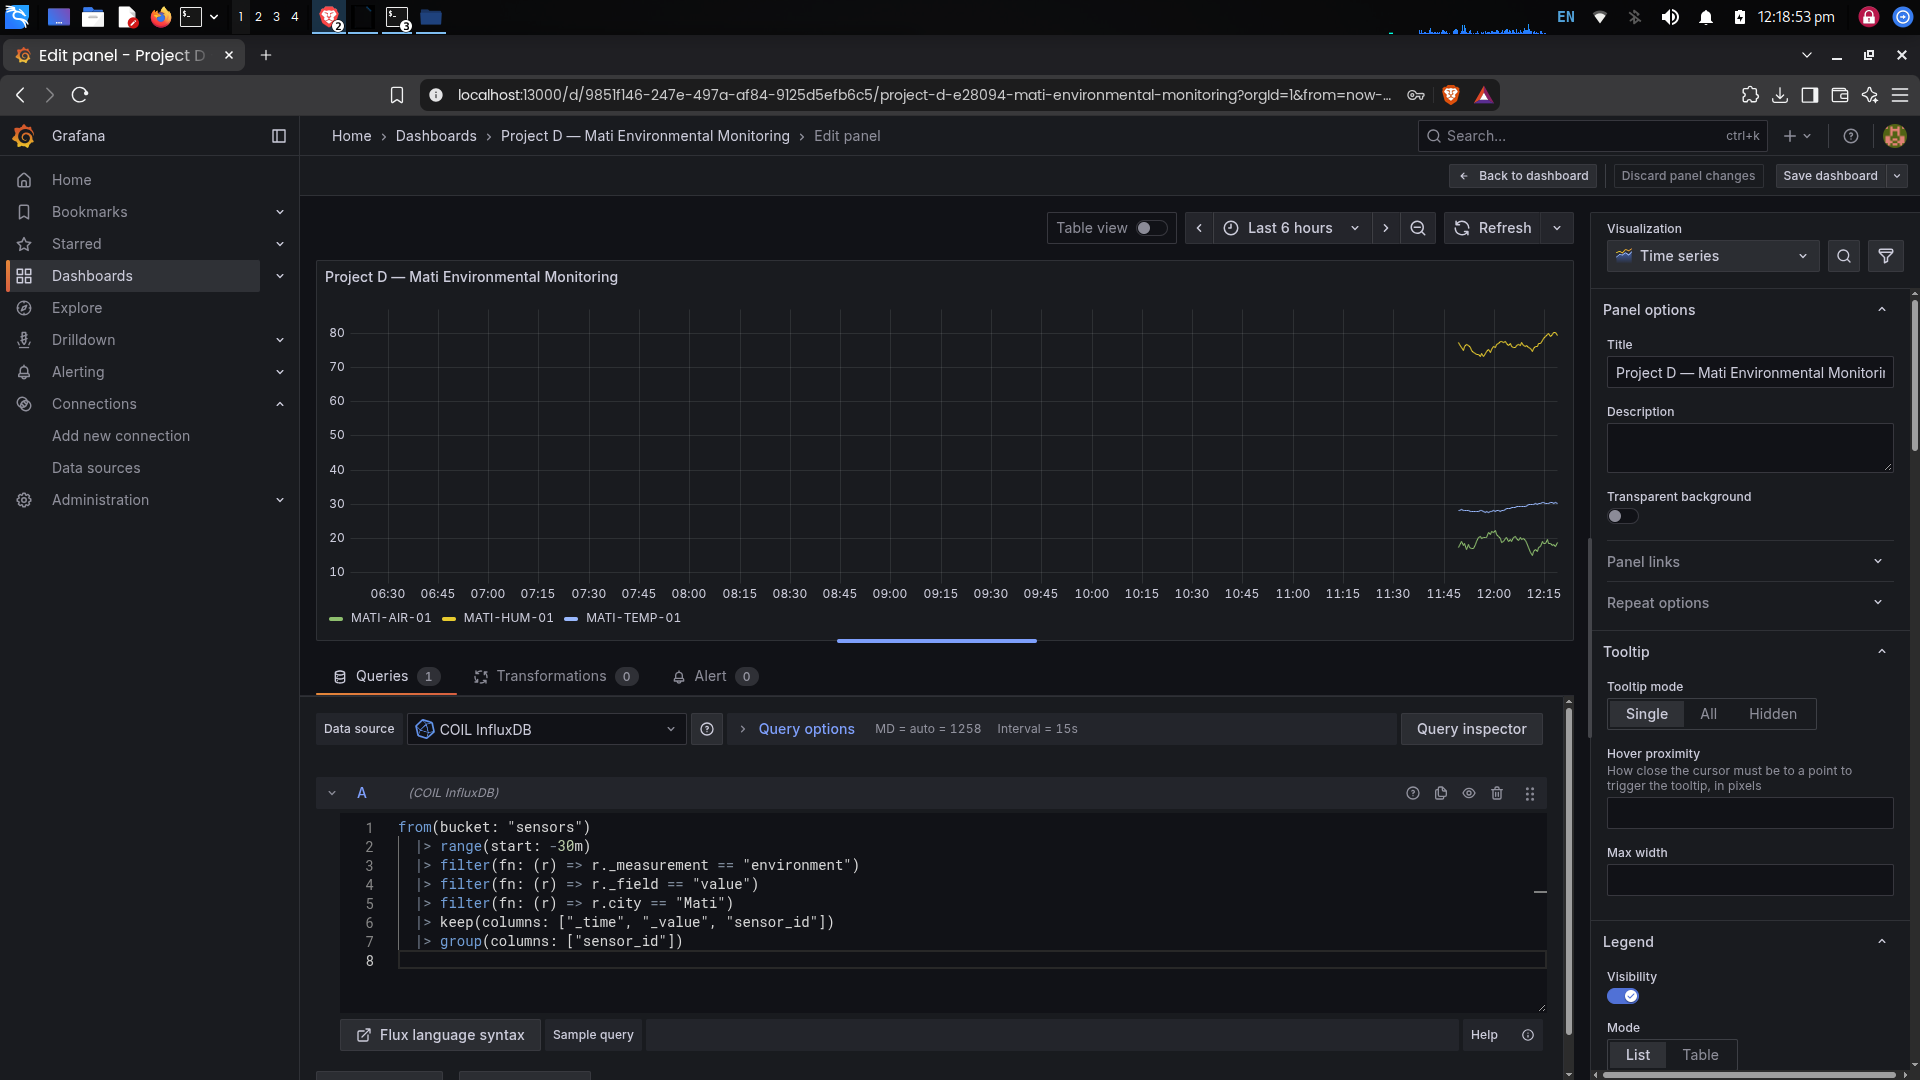 1 2 3 4
2
3
EN
12:18:53 pm
Edit panel - Project D
localhost:13000/d/9851f146-247e-497a-af84-9125d5efb6c5/project-d-e28094-mati-environmental-monitoring?orgId=1&from=now-...
Grafana
Home › Dashboards › Project D — Mati Environmental Monitoring › Edit panel
Search... ctrl+k
Back to dashboard
Discard panel changes
Save dashboard
Home
Bookmarks
Starred
Dashboards
Explore
Drilldown
Alerting
Connections
Add new connection
Data sources
Administration
Table view
Last 6 hours
Refresh
Project D — Mati Environmental Monitoring
80
70
60
50
40
30
20
10
06:30 06:45 07:00 07:15 07:30 07:45 08:00 08:15 08:30 08:45 09:00 09:15 09:30 09:45 10:00 10:15 10:30 10:45 11:00 11:15 11:30 11:45 12:00 12:15
MATI-AIR-01 MATI-HUM-01 MATI-TEMP-01
Queries 1
Transformations 0
Alert 0
Data source
COIL InfluxDB
Query options MD = auto = 1258 Interval = 15s
Query inspector
A (COIL InfluxDB)
1 from(bucket: "sensors")
2 |> range(start: -30m)
3 |> filter(fn: (r) => r._measurement == "environment")
4 |> filter(fn: (r) => r._field == "value")
5 |> filter(fn: (r) => r.city == "Mati")
6 |> keep(columns: ["_time", "_value", "sensor_id"])
7 |> group(columns: ["sensor_id"])
8
Flux language syntax
Sample query
Help
Visualization
Time series
Panel options
Title
Project D — Mati Environmental Monitorin
Description
Transparent background
Panel links
Repeat options
Tooltip
Tooltip mode
Single All Hidden
Hover proximity
How close the cursor must be to a point to
trigger the tooltip, in pixels
Max width
Legend
Visibility
Mode
List Table